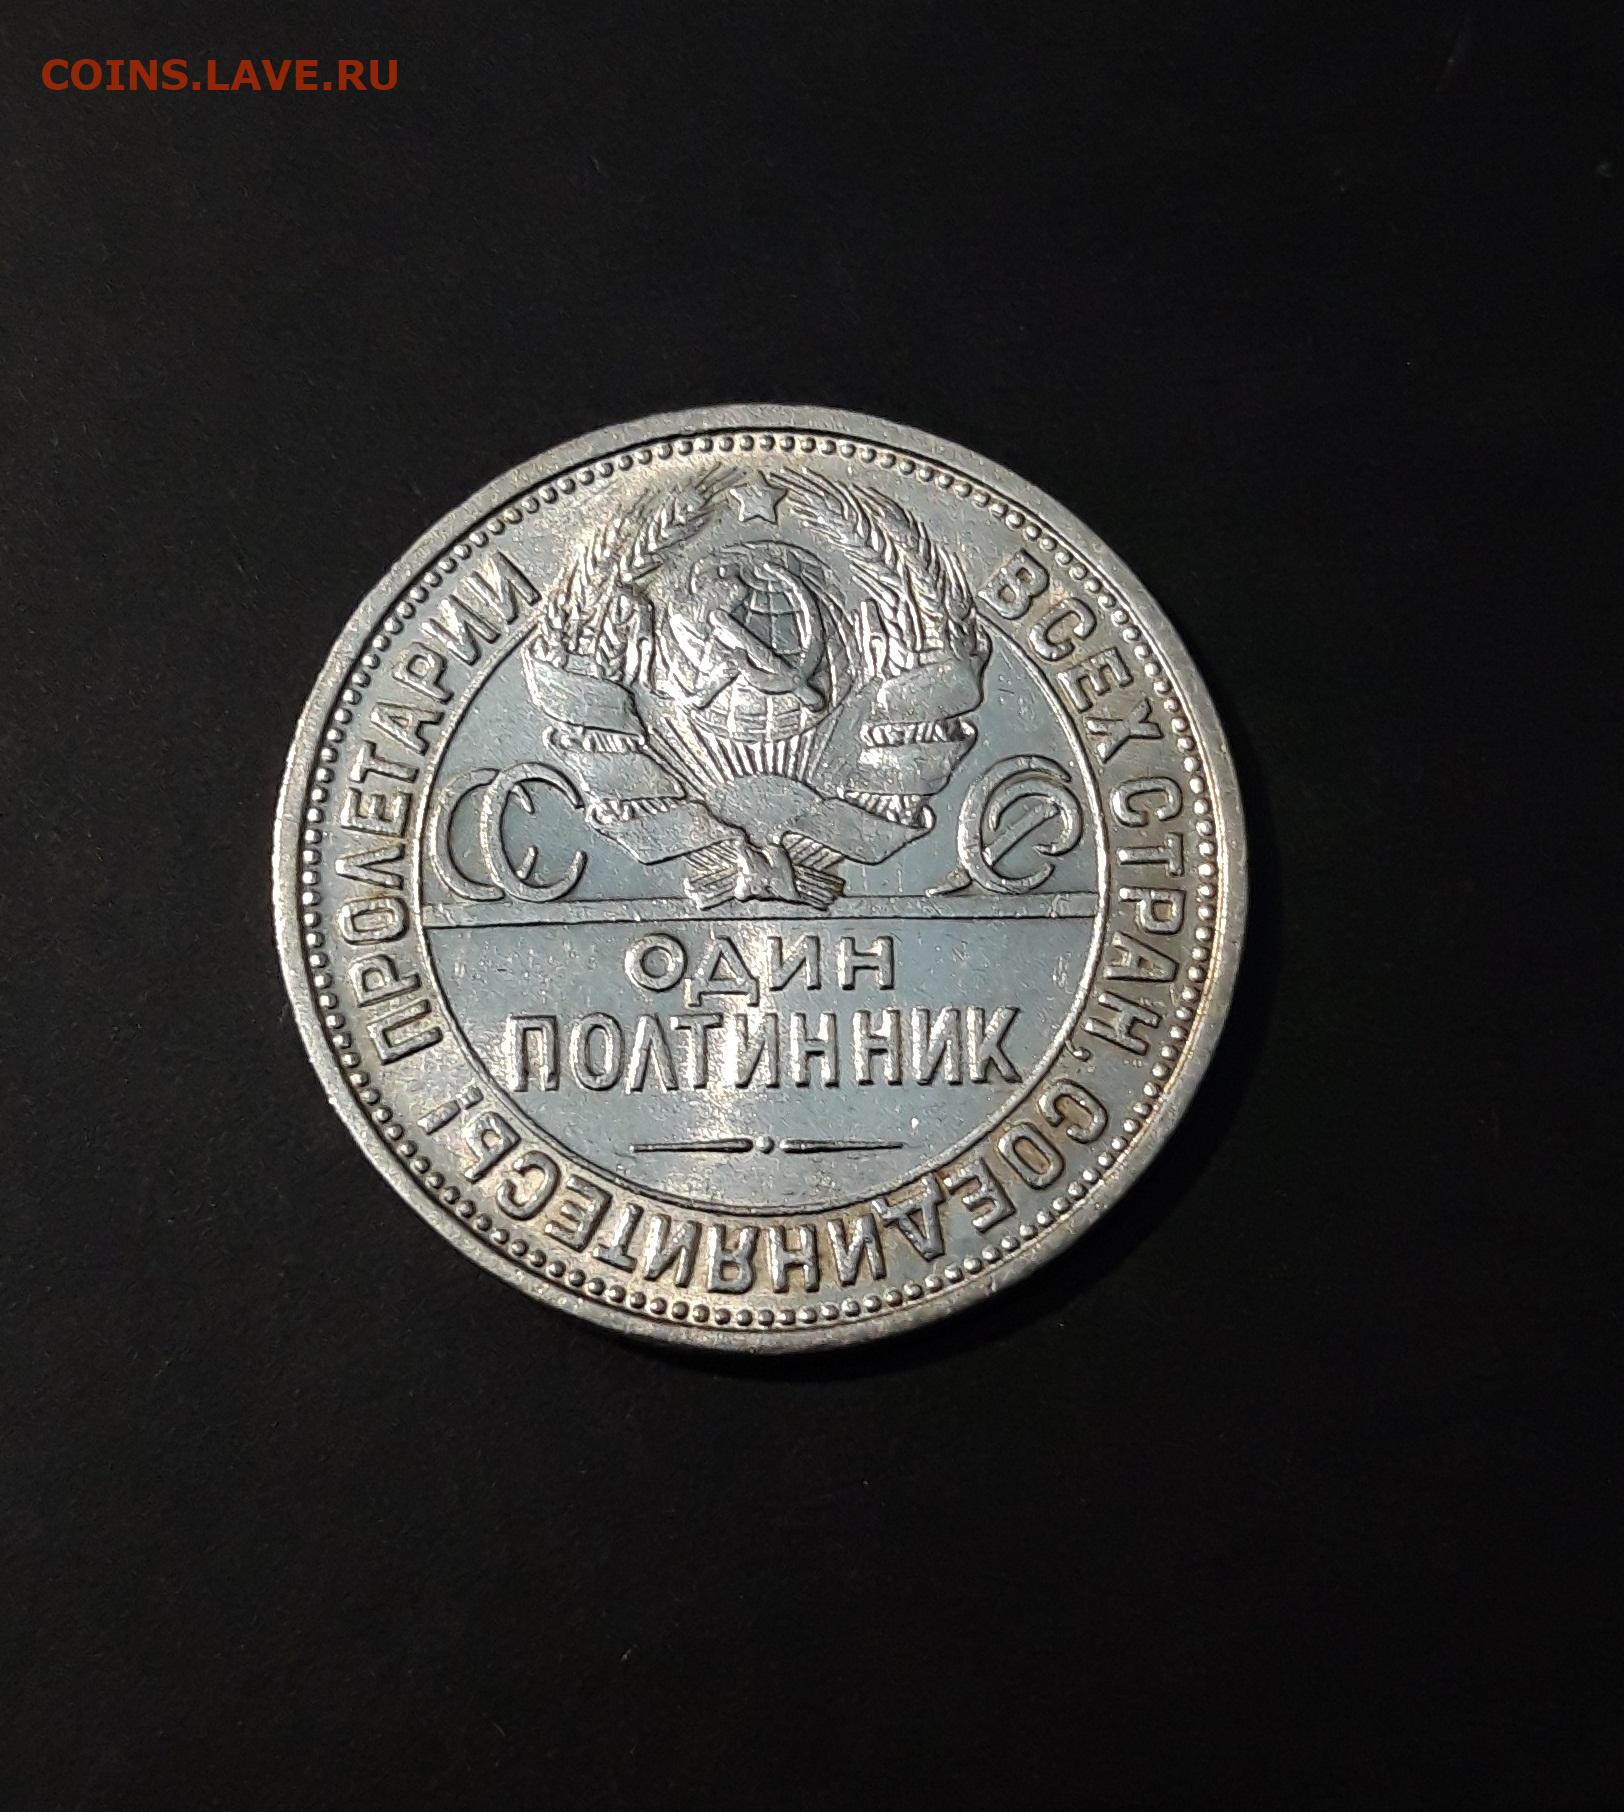 COINS.LAVE.RU
ПРОЛЕТАРИИ ВСЕХ СТРАН, СОЕДИНЯЙТЕСЬ!
СССР
ОДИН
ПОЛТИННИК